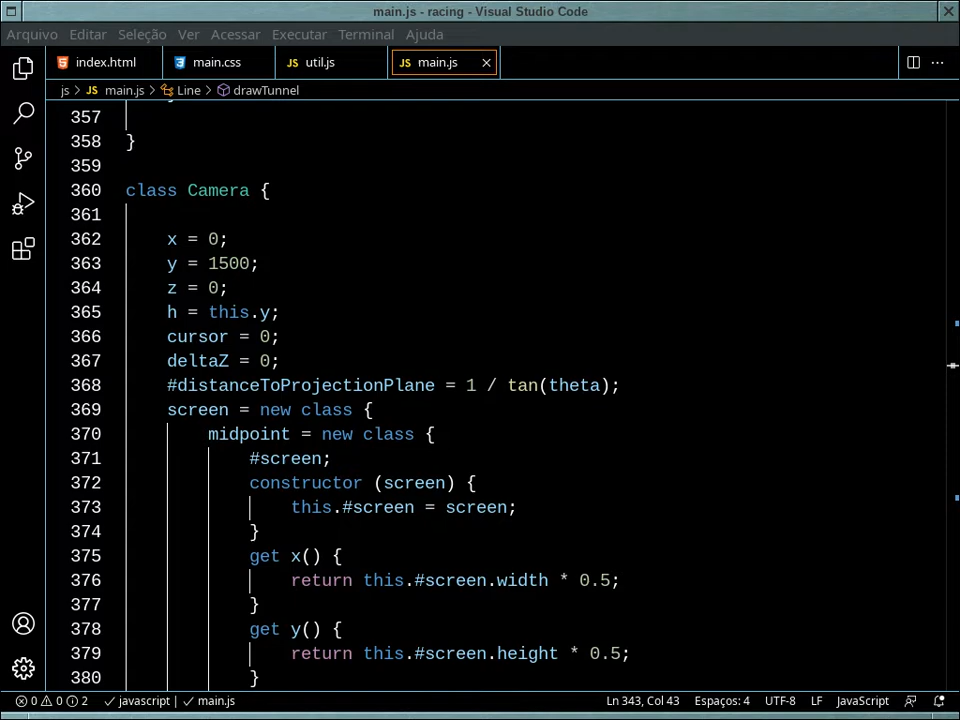 main.js - racing - Visual Studio Code
Arquivo Editar Seleção Ver Acessar Executar Terminal Ajuda
index.html main.css JS util.js JS main.js
js > JS main.js > Line > drawTunnel
357
358 }
359
360 class Camera {
361
362 x = 0;
363 y = 1500;
364 z = 0;
365 h = this.y;
366 cursor = 0;
367 deltaZ = 0;
368 #distanceToProjectionPlane = 1 / tan(theta);
369 screen = new class {
370 midpoint = new class {
371 #screen;
372 constructor (screen) {
373 this.#screen = screen;
374 }
375 get x() {
376 return this.#screen.width * 0.5;
377 }
378 get y() {
379 return this.#screen.height * 0.5;
380 }
0 0 2 javascript | main.js Ln 343, Col 43 Espaços: 4 UTF-8 LF JavaScript